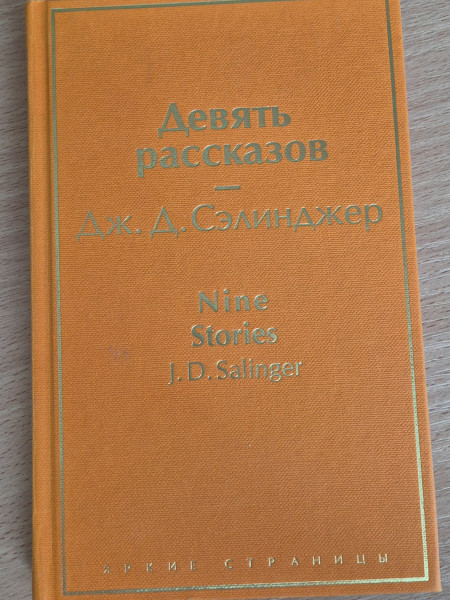 Девять
рассказов
—
Дж. Д. Сэлинджер
Nine
Stories
J. D. Salinger
ЯРКИЕ СТРАНИЦЫ